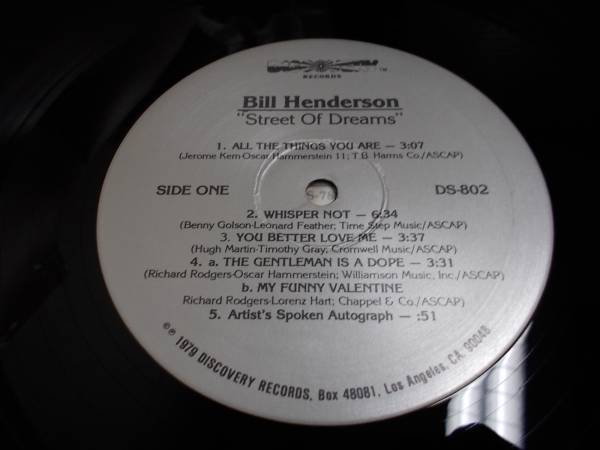 DISCOVERY™
RECORDS
Bill Henderson
"Street Of Dreams"
1. ALL THE THINGS YOU ARE — 3:07
(Jerome Kern-Oscar Hammerstein 11; T.B. Harms Co./ASCAP)
SIDE ONE
DS-802
2. WHISPER NOT — 6:34
(Benny Golson-Leonard Feather; Time Step Music/ASCAP)
3. YOU BETTER LOVE ME — 3:37
(Hugh Martin-Timothy Gray; Cromwell Music/ASCAP)
4. a. THE GENTLEMAN IS A DOPE — 3:31
(Richard Rodgers-Oscar Hammerstein; Williamson Music, Inc./ASCAP)
b. MY FUNNY VALENTINE
Richard Rodgers-Lorenz Hart; Chappel & Co./ASCAP)
5. Artist's Spoken Autograph — :51
©℗ 1979 DISCOVERY RECORDS, Box 48081, Los Angeles, CA. 90048